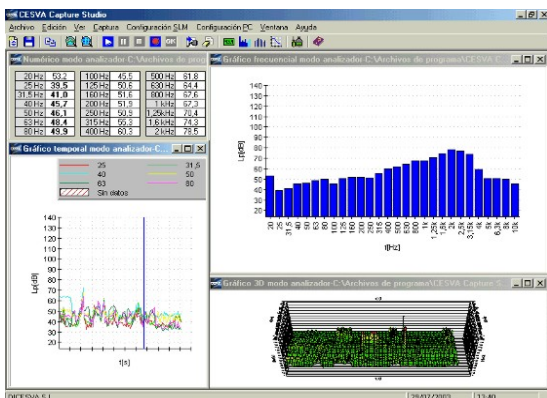 CESVA Capture Studio
Archivo Edición Ver Captura Configuración SLM Configuración PC Ventana Ayuda
Numérico modo analizador C:\Archivos de prog
20 Hz 53,2 100 Hz 45,5 500 Hz 61,8
25 Hz 39,5 125 Hz 50,6 630 Hz 64,4
31,5 Hz 41,0 160 Hz 51,6 800 Hz 67,6
40 Hz 45,7 200 Hz 51,9 1 kHz 67,3
50 Hz 46,1 250 Hz 50,9 1,25kHz 70,4
63 Hz 48,4 315 Hz 55,3 1,6 kHz 74,3
80 Hz 49,9 400 Hz 60,3 2 kHz 78,5
Gráfico temporal modo analizador-C...
25 31,5
40 50
63 80
Sin datos
140
130
120
110
100
90
80
70
60
50
40
30
20
Lp[dB]
t[s]
Gráfico frecuencial modo analizador C:\Archivos de programa\CESVA C
140
130
120
110
100
90
80
70
60
50
40
30
20
Lp[dB]
20 25 31,5 40 50 63 80 100 125 160 200 250 315 400 500 630 800 1k 1,25k 1,6k 2k 2,5k 3,15k 4k 5k 6,3k 8k 10k
f[Hz]
Gráfico 3D modo analizador C:\Archivos de programa\CESVA Capture S...
DICESVA S.L.
29/07/2003 13:40